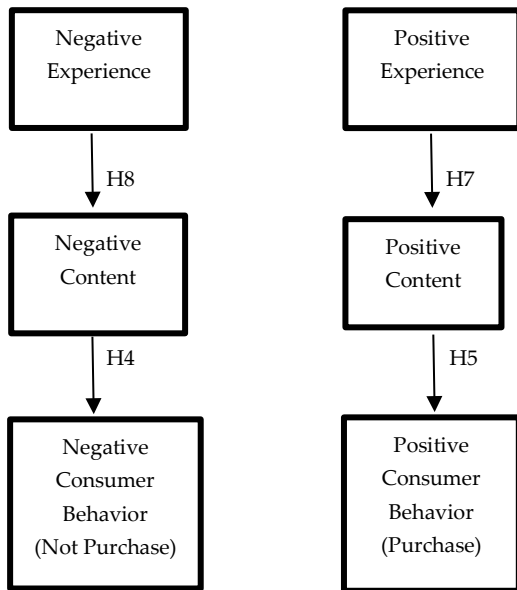 Negative
Experience
Positive
Experience
H8
H7
Negative
Content
Positive
Content
H4
H5
Negative
Consumer
Behavior
(Not Purchase)
Positive
Consumer
Behavior
(Purchase)